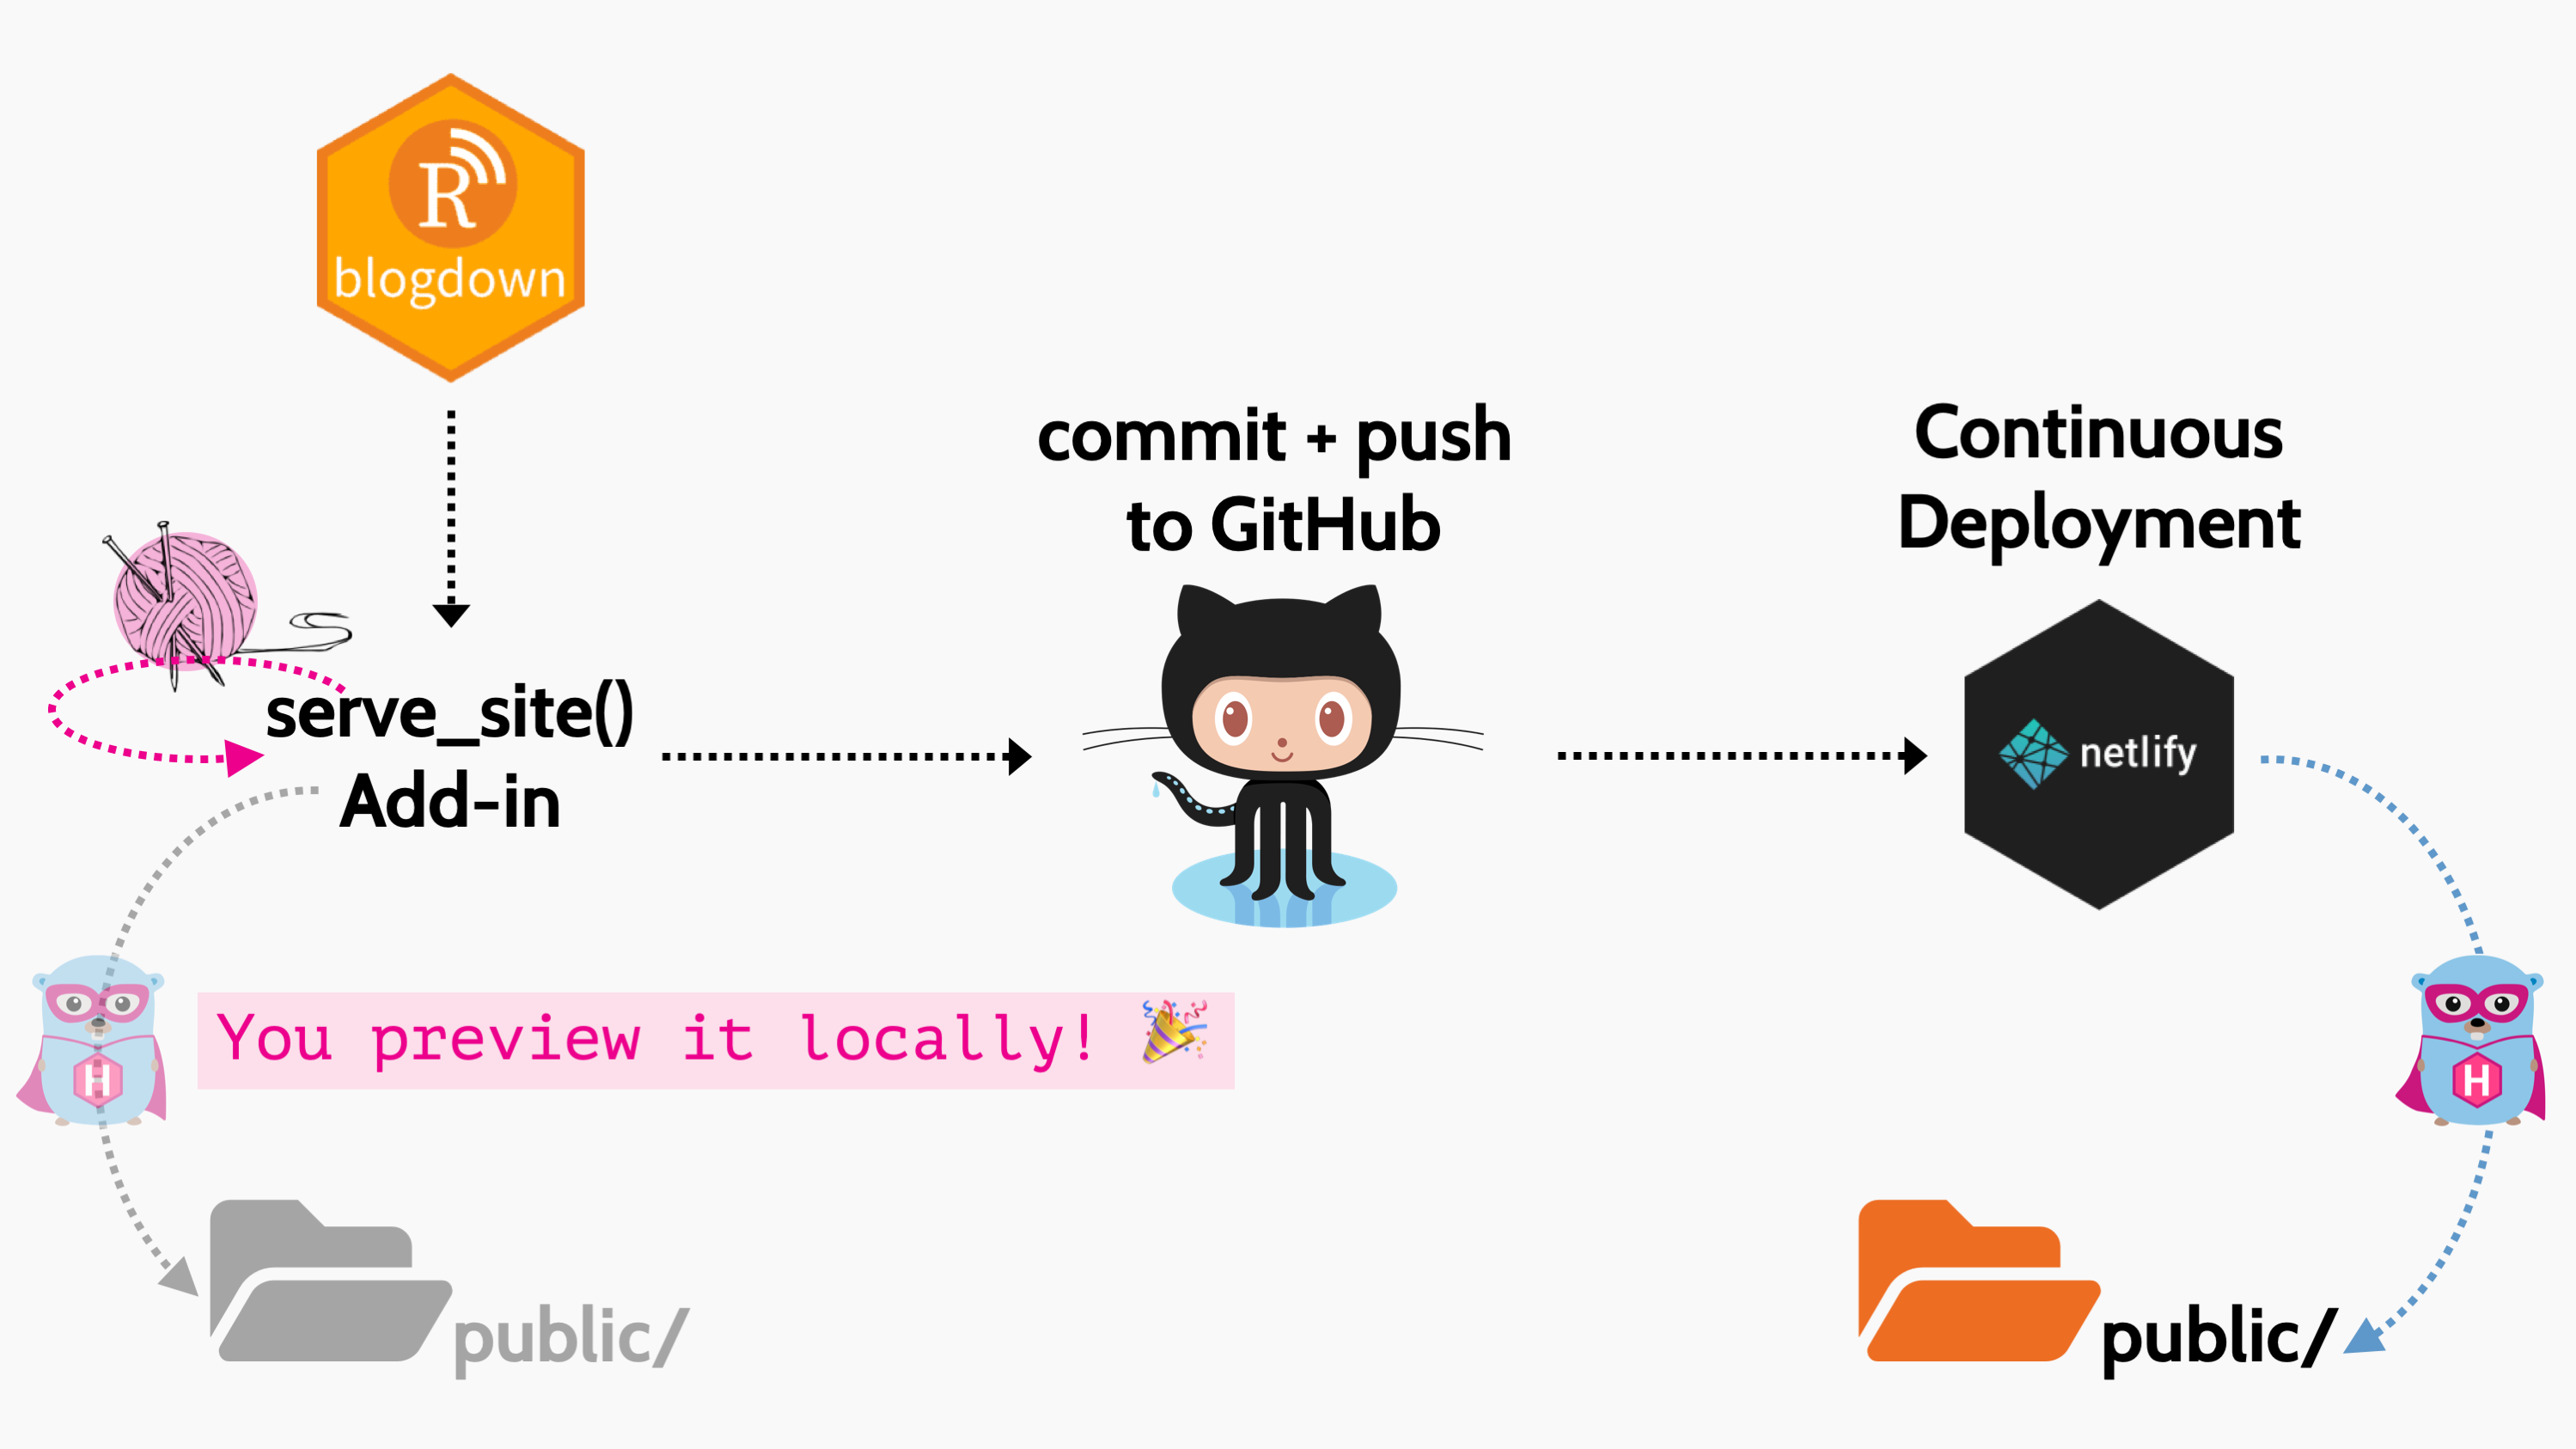 R
blogdown
serve_site()
Add-in
commit + push
to GitHub
Continuous
Deployment
netlify
You preview it locally! 🎉
H
H
public/
public/